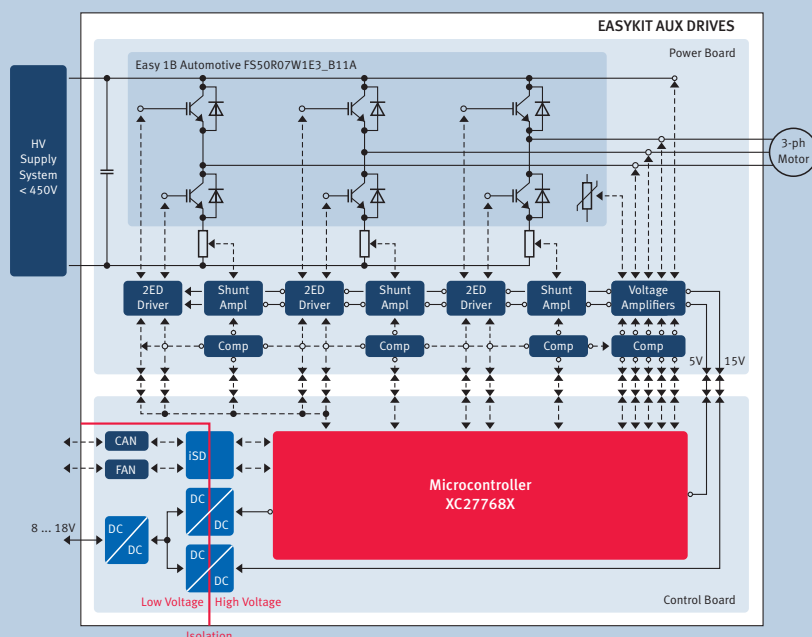 EASYKIT AUX DRIVES
Power Board
Easy 1B Automotive FS50R07W1E3_B11A
HV
Supply
System
< 450V
3-ph
Motor
2ED
Driver
Shunt
Ampl
2ED
Driver
Shunt
Ampl
2ED
Driver
Shunt
Ampl
Voltage
Amplifiers
Comp
Comp
Comp
Comp
5V
15V
CAN
FAN
iSD
Microcontroller
XC27768X
DC
DC
DC
DC
DC
DC
8 ... 18V
Low Voltage
High Voltage
Control Board
Isolation